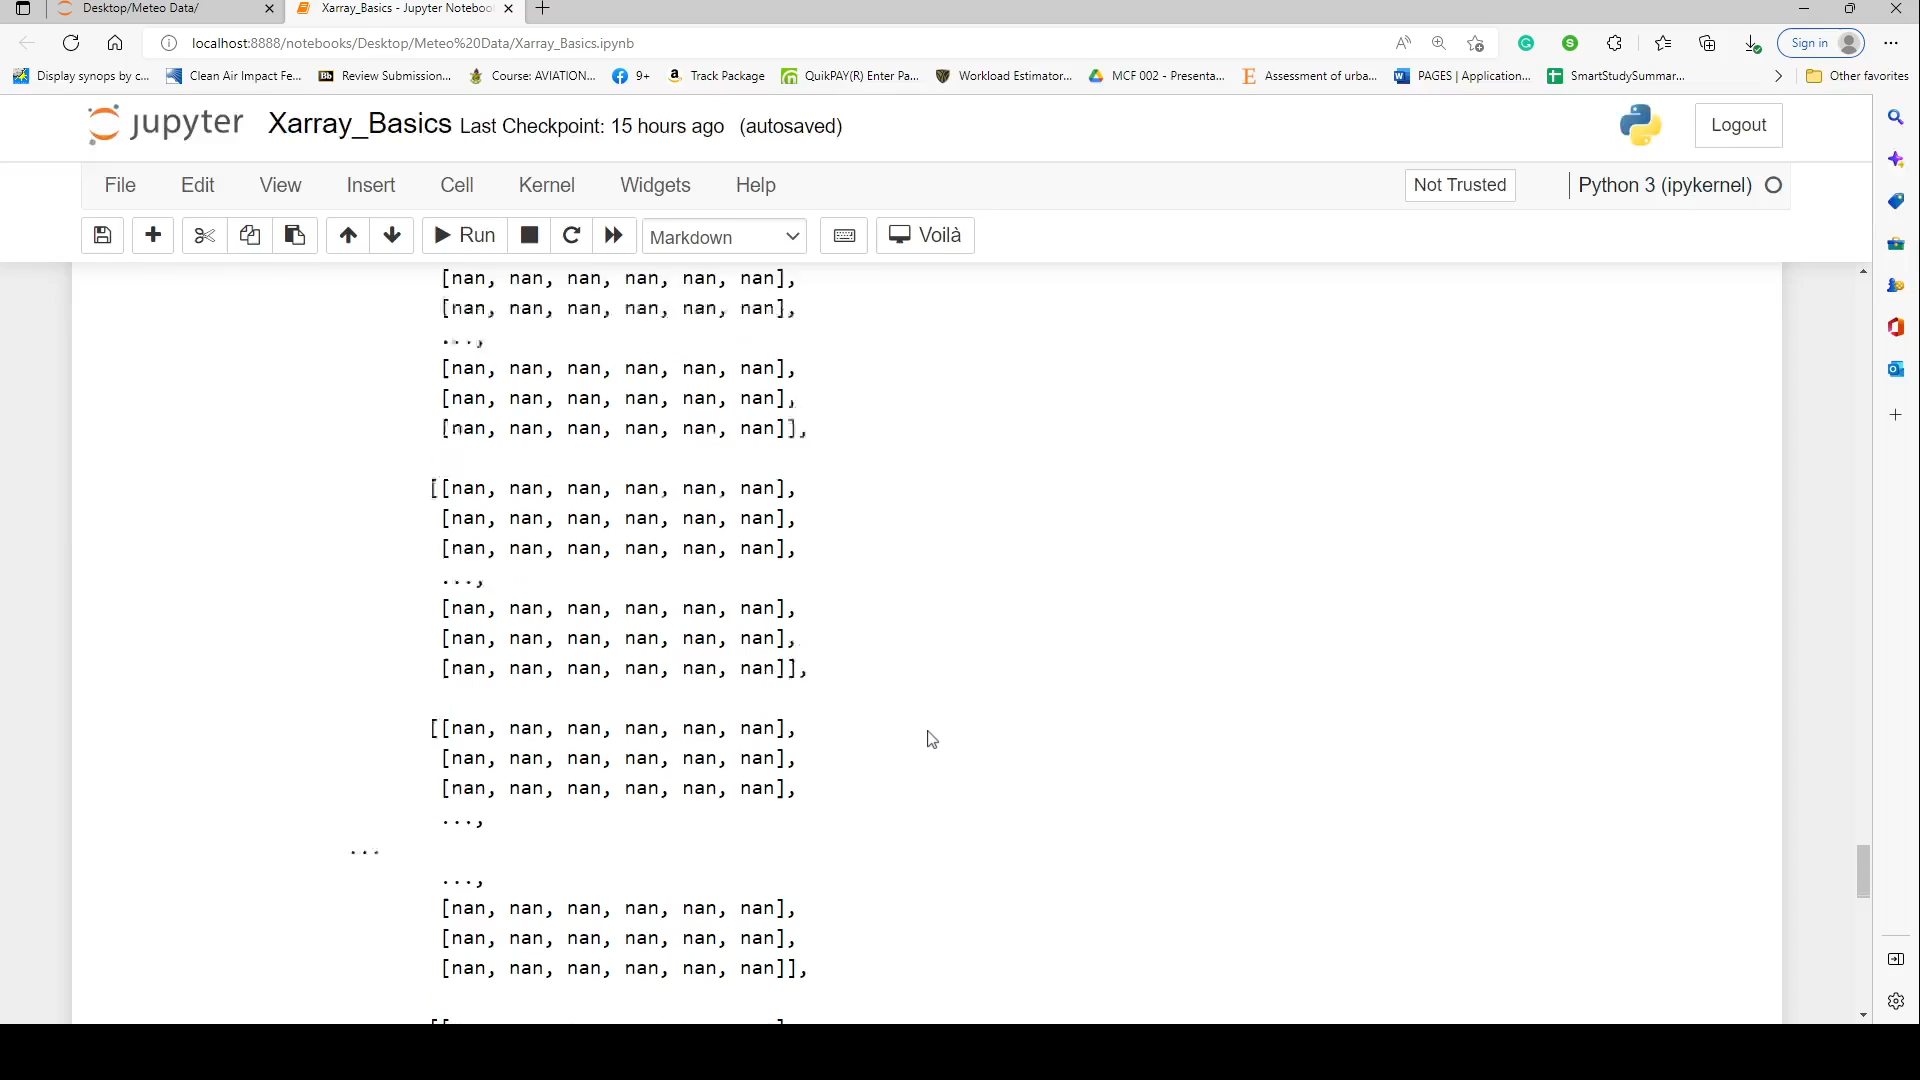 Desktop/Meteo Data/
Xarray_Basics - Jupyter Noteboo
localhost:8888/notebooks/Desktop/Meteo%20Data/Xarray_Basics.ipynb
Sign in
Display synops by c...
Clean Air Impact Fe...
Bb Review Submission...
Course: AVIATION...
9+
Track Package
QuikPAY(R) Enter Pa...
Workload Estimator...
MCF 002 - Presenta...
E Assessment of urba...
PAGES | Application...
SmartStudySummar...
Other favorites
jupyter Xarray_Basics Last Checkpoint: 15 hours ago (autosaved)
Logout
File Edit View Insert Cell Kernel Widgets Help
Not Trusted
Python 3 (ipykernel)
Run
Markdown
Voilà
[nan, nan, nan, nan, nan, nan],
[nan, nan, nan, nan, nan, nan],
...,
[nan, nan, nan, nan, nan, nan],
[nan, nan, nan, nan, nan, nan],
[nan, nan, nan, nan, nan, nan]],
[[nan, nan, nan, nan, nan, nan],
[nan, nan, nan, nan, nan, nan],
[nan, nan, nan, nan, nan, nan],
...,
[nan, nan, nan, nan, nan, nan],
[nan, nan, nan, nan, nan, nan],
[nan, nan, nan, nan, nan, nan]],
[[nan, nan, nan, nan, nan, nan],
[nan, nan, nan, nan, nan, nan],
[nan, nan, nan, nan, nan, nan],
...,
...
...,
[nan, nan, nan, nan, nan, nan],
[nan, nan, nan, nan, nan, nan],
[nan, nan, nan, nan, nan, nan]],